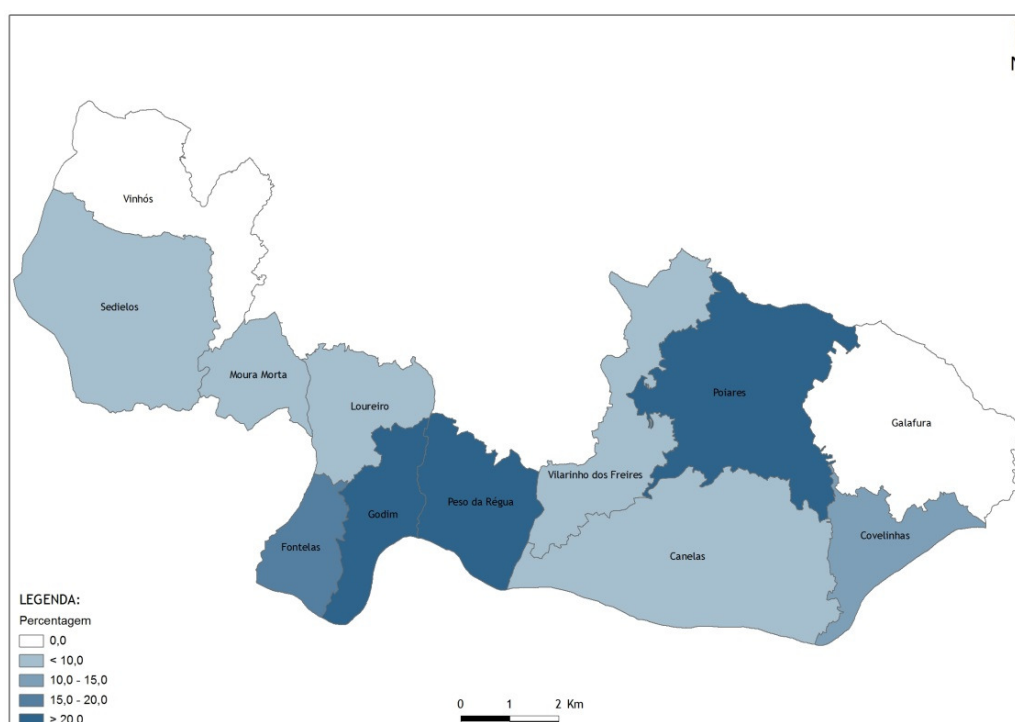 N
Vinhós
Sedielos
Moura Morta
Loureiro
Poiares
Galafura
Vilarinho dos Freires
Peso da Régua
Godim
Covelinhas
Fontelas
Canelas
LEGENDA:
Percentagem
0,0
< 10,0
10,0 - 15,0
15,0 - 20,0
> 20,0
0 1 2 Km